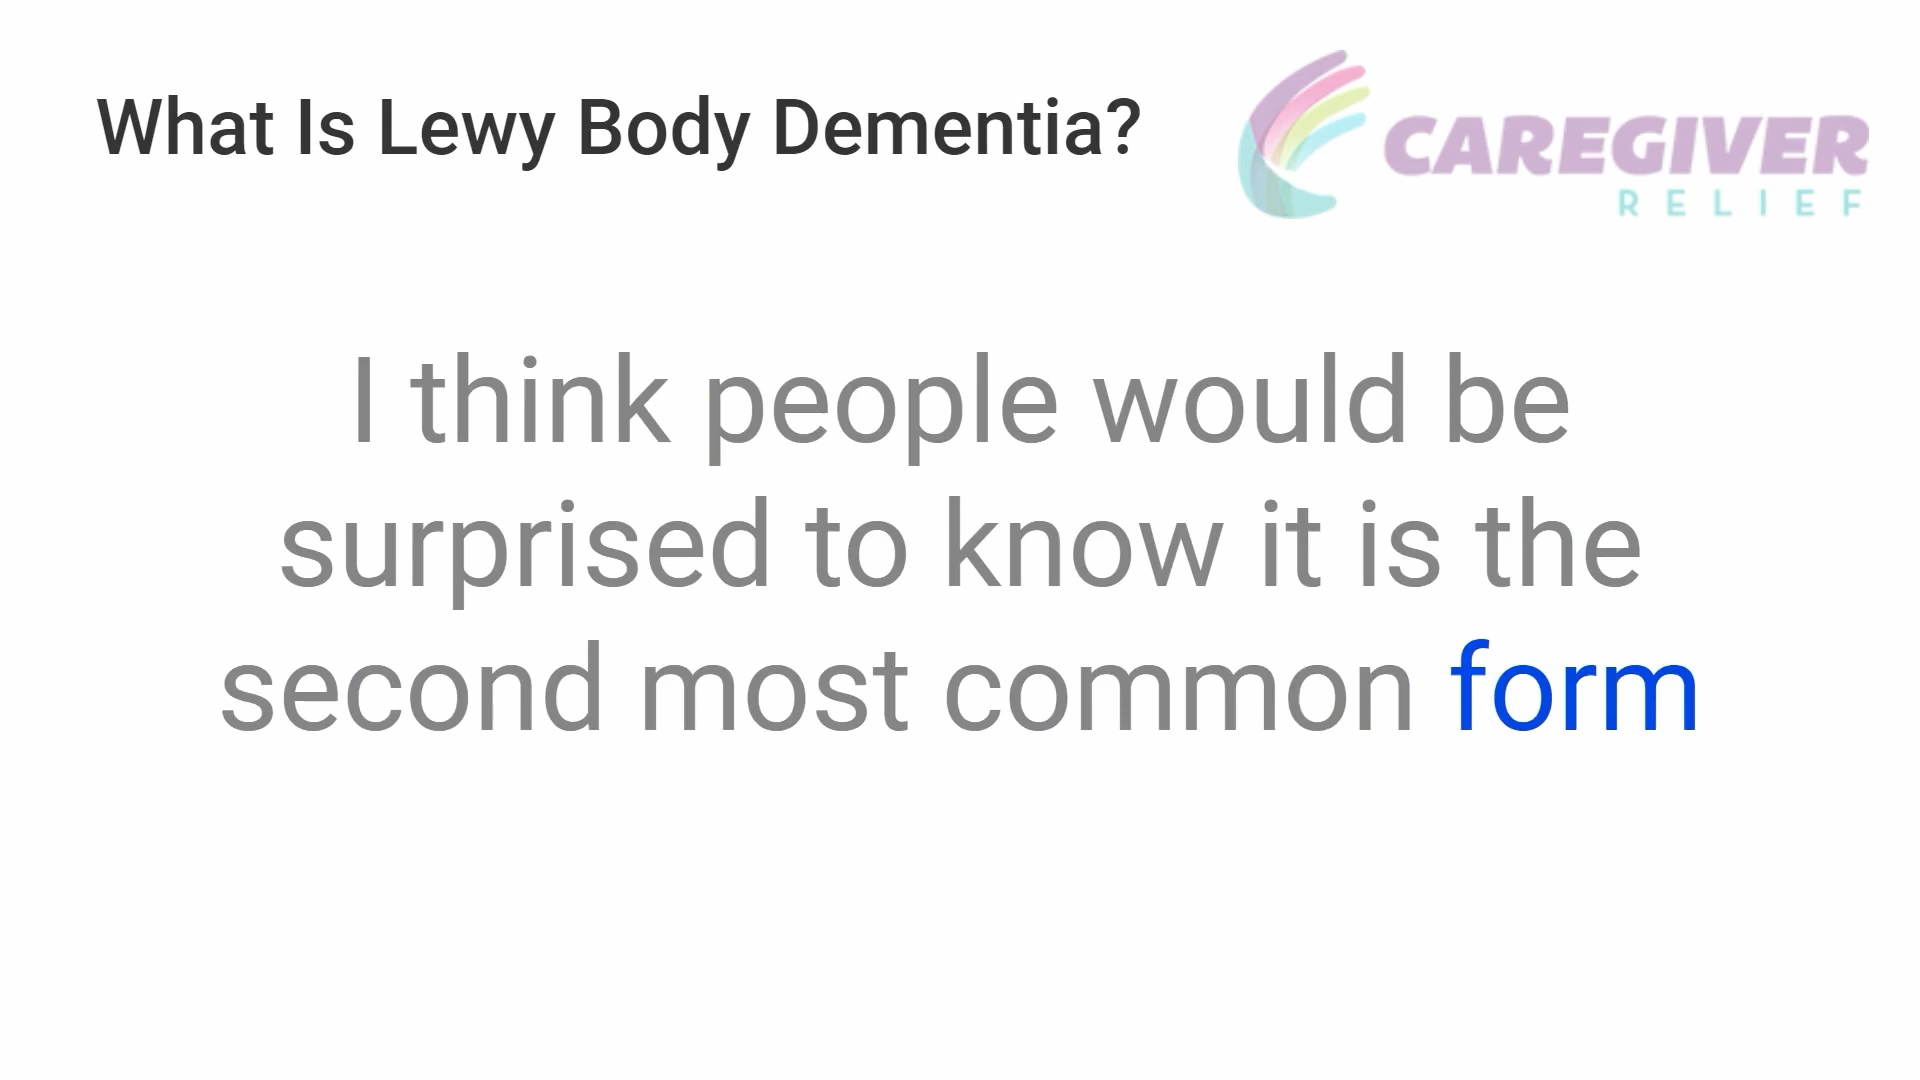 What Is Lewy Body Dementia?
CAREGIVER
RELIEF
I think people would be
surprised to know it is the
second most common form